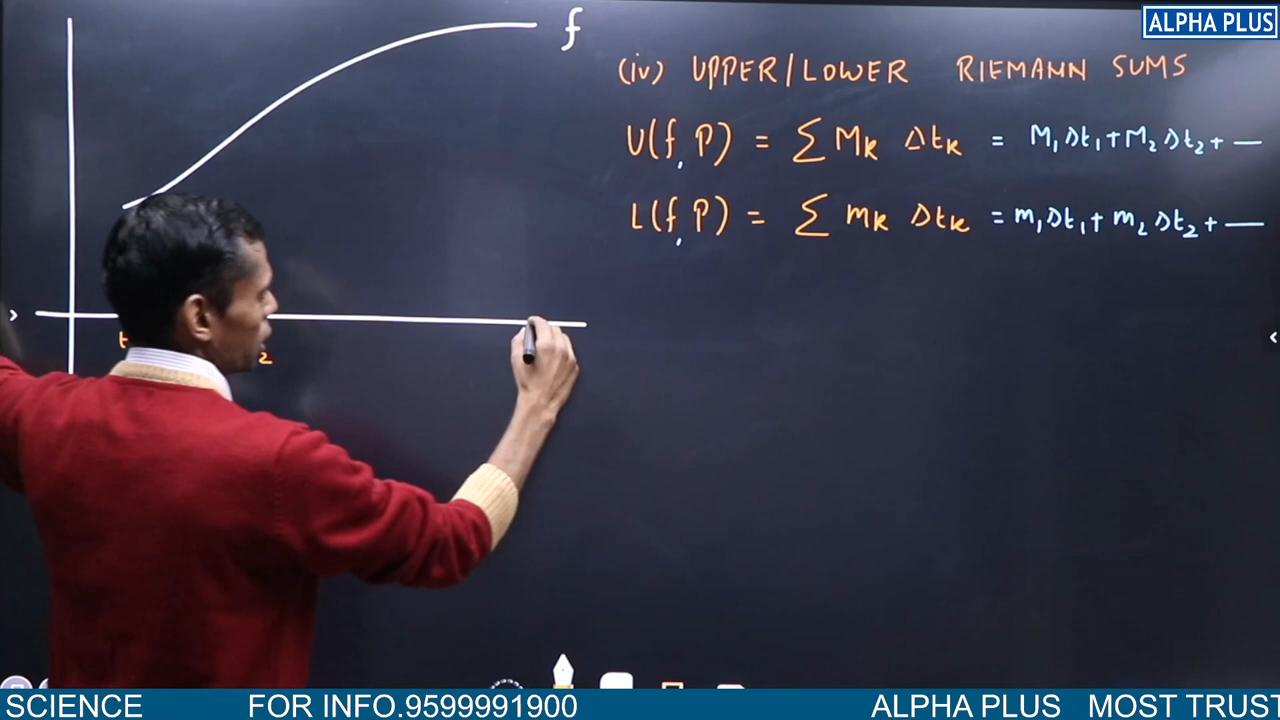 ALPHA PLUS
f
(iv) UPPER/LOWER RIEMANN SUMS
U(f, P) = ∑ Mₖ Δtₖ = M₁Δt₁+M₂Δt₂+ —
L(f, P) = ∑ mₖ Δtₖ = m₁Δt₁+ m₂Δt₂+ —
2
SCIENCE FOR INFO.9599991900 ALPHA PLUS MOST TRUST